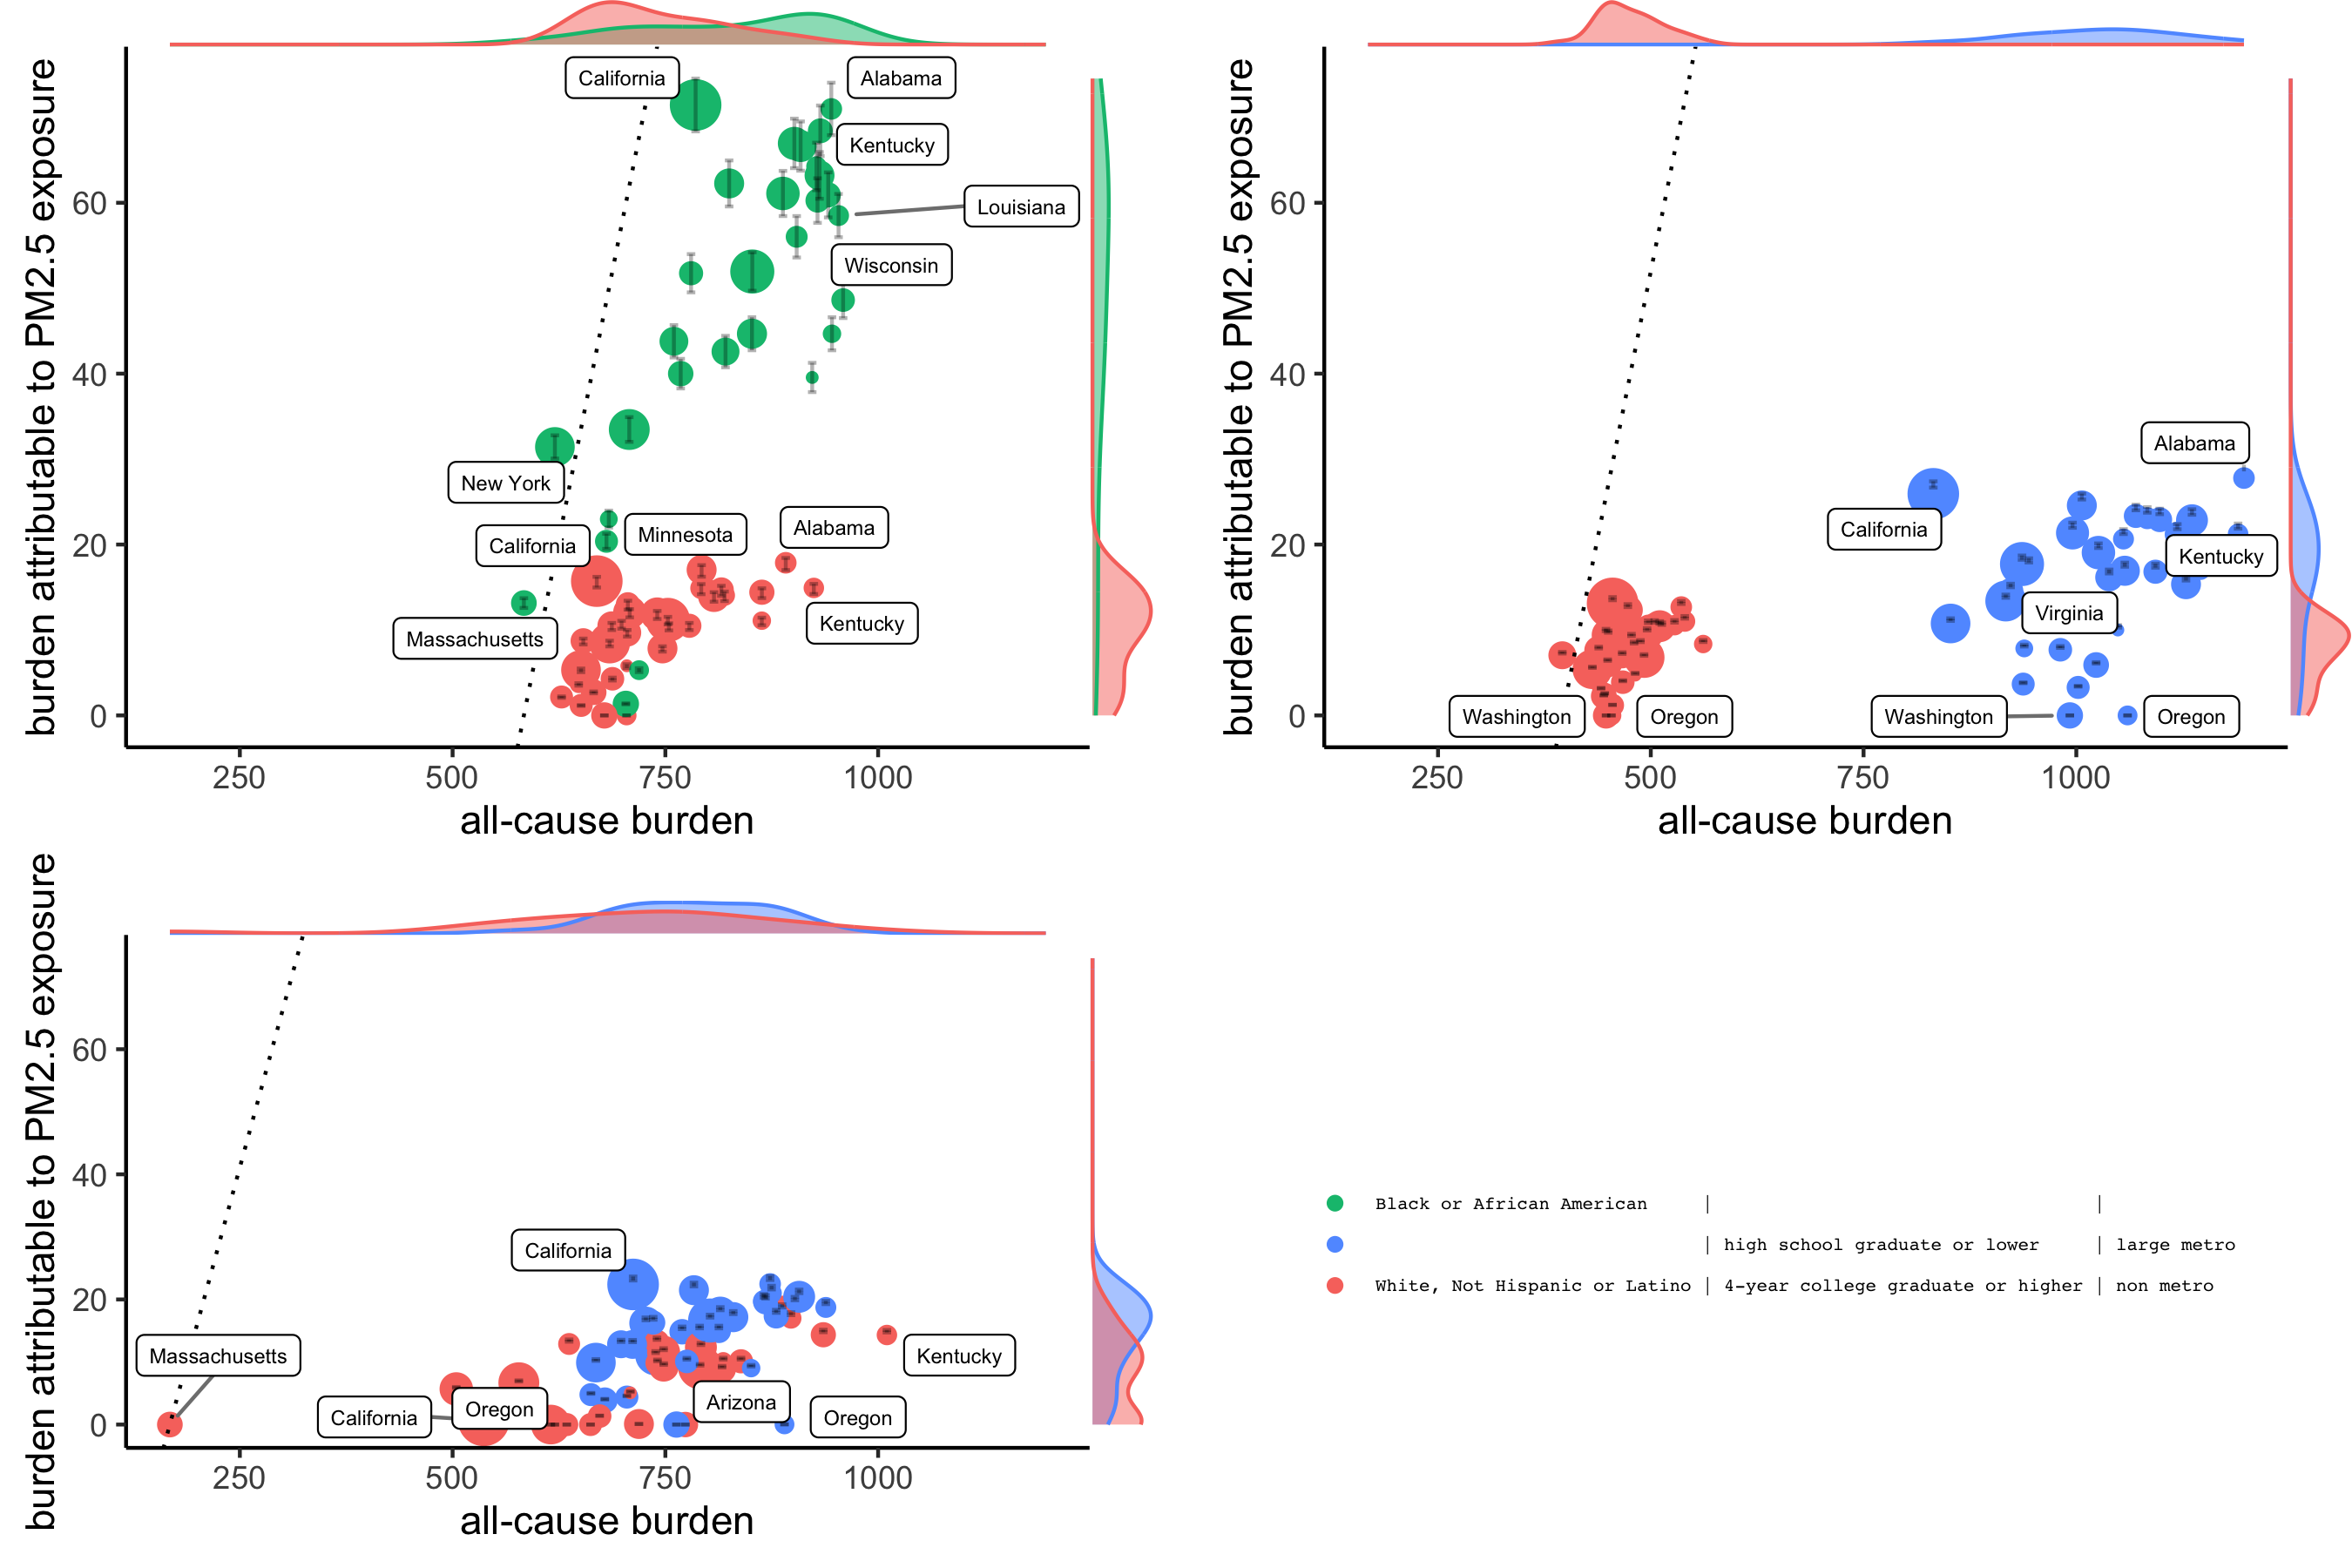 burden attributable to PM2.5 exposure
60
40
20
0
California
Alabama
Kentucky
Louisiana
Wisconsin
New York
California
Minnesota
Alabama
Massachusetts
Kentucky
250 500 750 1000
all-cause burden
burden attributable to PM2.5 exposure
60
40
20
0
Alabama
California
Kentucky
Virginia
Washington
Oregon
Washington
Oregon
250 500 750 1000
all-cause burden
burden attributable to PM2.5 exposure
60
40
20
0
California
Massachusetts
Kentucky
California
Oregon
Arizona
Oregon
250 500 750 1000
all-cause burden
Black or African American | |
| high school graduate or lower | large metro
White, Not Hispanic or Latino | 4-year college graduate or higher | non metro